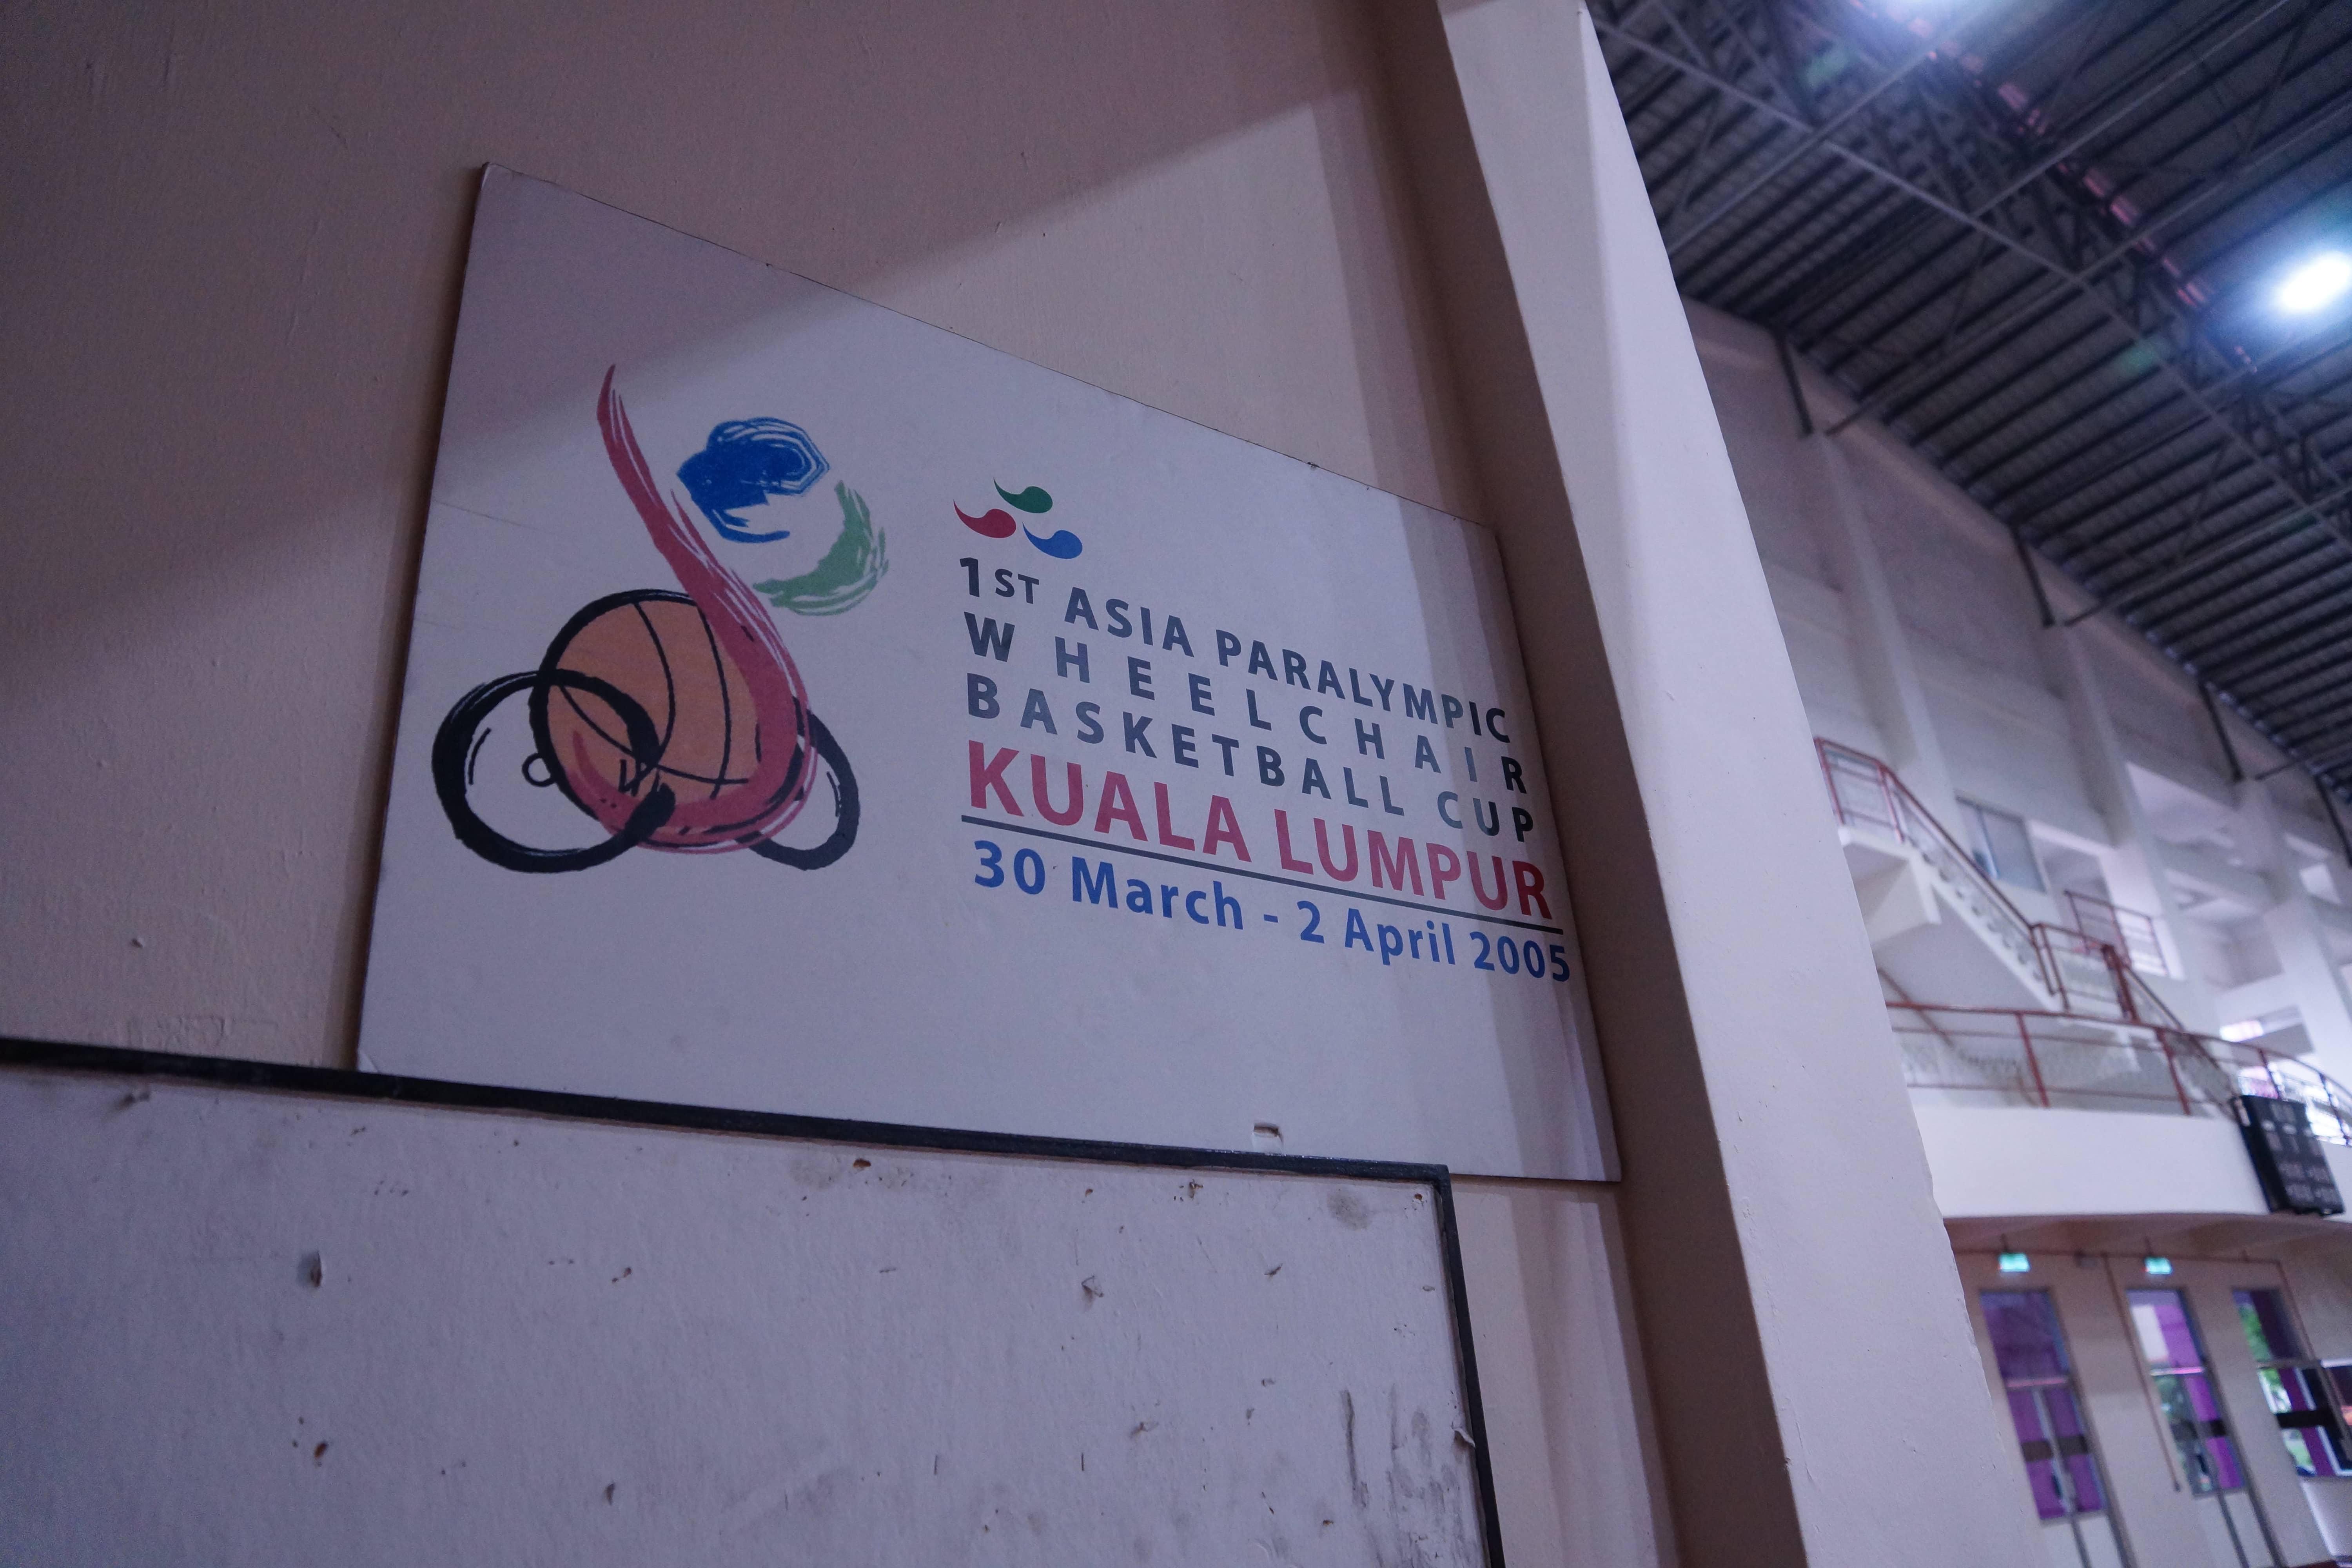 1ST ASIA PARALYMPIC
WHEELCHAIR
BASKETBALL CUP
KUALA LUMPUR
30 March - 2 April 2005